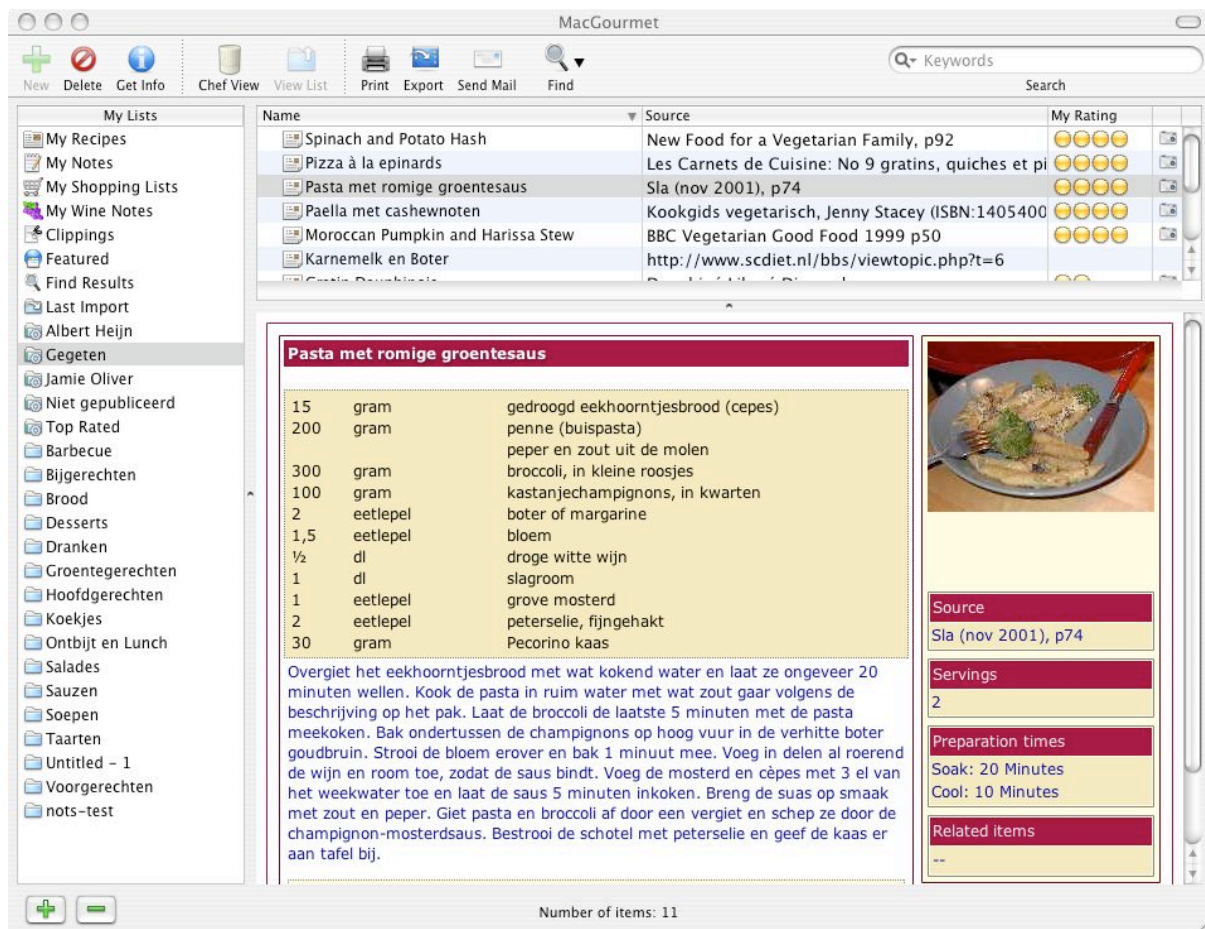 MacGourmet
New Delete Get Info Chef View View List Print Export Send Mail Find
Keywords
Search
My Lists
My Recipes
My Notes
My Shopping Lists
My Wine Notes
Clippings
Featured
Find Results
Last Import
Albert Heijn
Gegeten
Jamie Oliver
Niet gepubliceerd
Top Rated
Barbecue
Bijgerechten
Brood
Desserts
Dranken
Groentegerechten
Hoofdgerechten
Koekjes
Ontbijt en Lunch
Salades
Sauzen
Soepen
Taarten
Untitled – 1
Voorgerechten
nots-test
Name Source My Rating
Spinach and Potato Hash New Food for a Vegetarian Family, p92
Pizza à la epinards Les Carnets de Cuisine: No 9 gratins, quiches et pi
Pasta met romige groentesaus Sla (nov 2001), p74
Paella met cashewnoten Kookgids vegetarisch, Jenny Stacey (ISBN:1405400
Moroccan Pumpkin and Harissa Stew BBC Vegetarian Good Food 1999 p50
Karnemelk en Boter http://www.scdiet.nl/bbs/viewtopic.php?t=6
Pasta met romige groentesaus
15 gram gedroogd eekhoorntjesbrood (cepes)
200 gram penne (buispasta)
peper en zout uit de molen
300 gram broccoli, in kleine roosjes
100 gram kastanjechampignons, in kwarten
2 eetlepel boter of margarine
1,5 eetlepel bloem
½ dl droge witte wijn
1 dl slagroom
1 eetlepel grove mosterd
2 eetlepel peterselie, fijngehakt
30 gram Pecorino kaas
Overgiet het eekhoorntjesbrood met wat kokend water en laat ze ongeveer 20
minuten wellen. Kook de pasta in ruim water met wat zout gaar volgens de
beschrijving op het pak. Laat de broccoli de laatste 5 minuten met de pasta
meekoken. Bak ondertussen de champignons op hoog vuur in de verhitte boter
goudbruin. Strooi de bloem erover en bak 1 minuut mee. Voeg in delen al roerend
de wijn en room toe, zodat de saus bindt. Voeg de mosterd en cèpes met 3 el van
het weekwater toe en laat de saus 5 minuten inkoken. Breng de suas op smaak
met zout en peper. Giet pasta en broccoli af door een vergiet en schep ze door de
champignon-mosterdsaus. Bestrooi de schotel met peterselie en geef de kaas er
aan tafel bij.
Source
Sla (nov 2001), p74
Servings
2
Preparation times
Soak: 20 Minutes
Cool: 10 Minutes
Related items
--
Number of items: 11